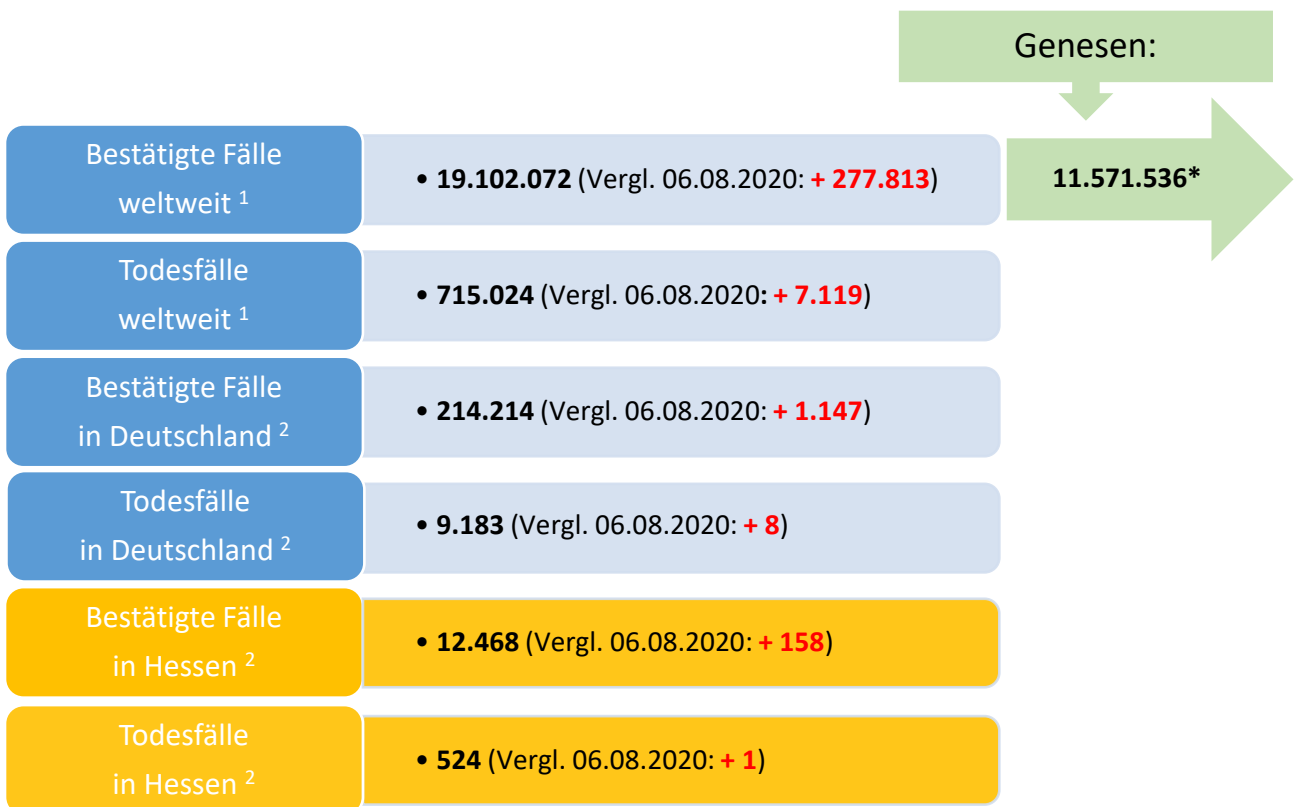 Genesen:
Bestätigte Fälle
weltweit ¹
• 19.102.072 (Vergl. 06.08.2020: + 277.813)
11.571.536*
Todesfälle
weltweit ¹
• 715.024 (Vergl. 06.08.2020: + 7.119)
Bestätigte Fälle
in Deutschland ²
• 214.214 (Vergl. 06.08.2020: + 1.147)
Todesfälle
in Deutschland ²
• 9.183 (Vergl. 06.08.2020: + 8)
Bestätigte Fälle
in Hessen ²
• 12.468 (Vergl. 06.08.2020: + 158)
Todesfälle
in Hessen ²
• 524 (Vergl. 06.08.2020: + 1)